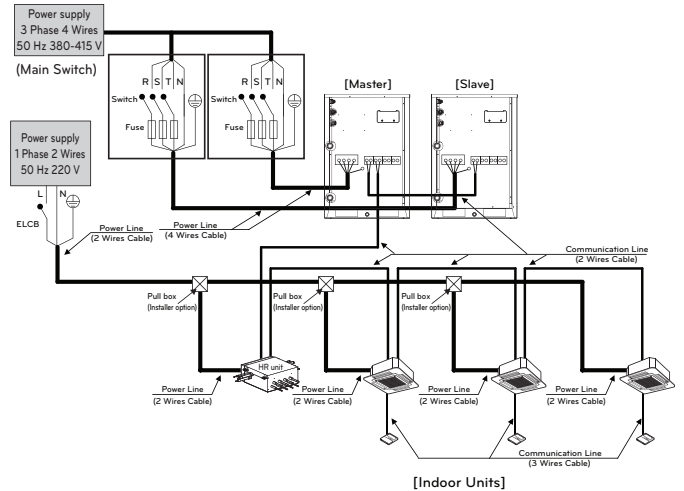 Power supply
3 Phase 4 Wires
50 Hz 380-415 V
(Main Switch)
R S T N
Switch
Fuse
R S T N
Switch
Fuse
[Master]
[Slave]
Power supply
1 Phase 2 Wires
50 Hz 220 V
L N
ELCB
Power Line
(2 Wires Cable)
Power Line
(4 Wires Cable)
Communication Line
(2 Wires Cable)
Pull box
(Installer option)
Pull box
(Installer option)
Pull box
(Installer option)
HR unit
Power Line
(2 Wires Cable)
Power Line
(2 Wires Cable)
Power Line
(2 Wires Cable)
Power Line
(2 Wires Cable)
Communication Line
(3 Wires Cable)
[Indoor Units]